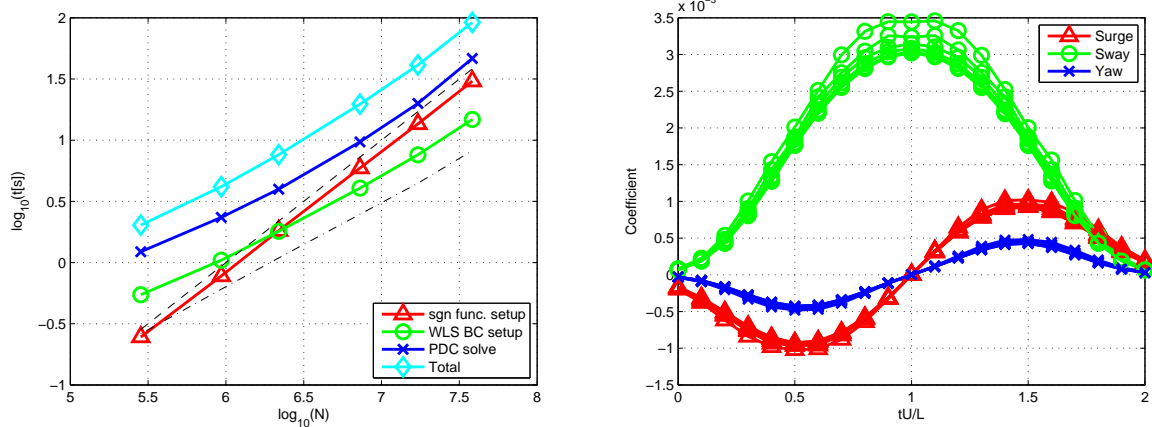 2
1.5
1
0.5
0
−0.5
−1
5
5.5
6
6.5
7
7.5
8
log10(N)
log10(t[s])
sgn func. setup
WLS BC setup
PDC solve
Total
x 10−3
3.5
3
2.5
2
1.5
1
0.5
0
−0.5
−1
−1.5
0
0.5
1
1.5
2
tU/L
Coefficient
Surge
Sway
Yaw